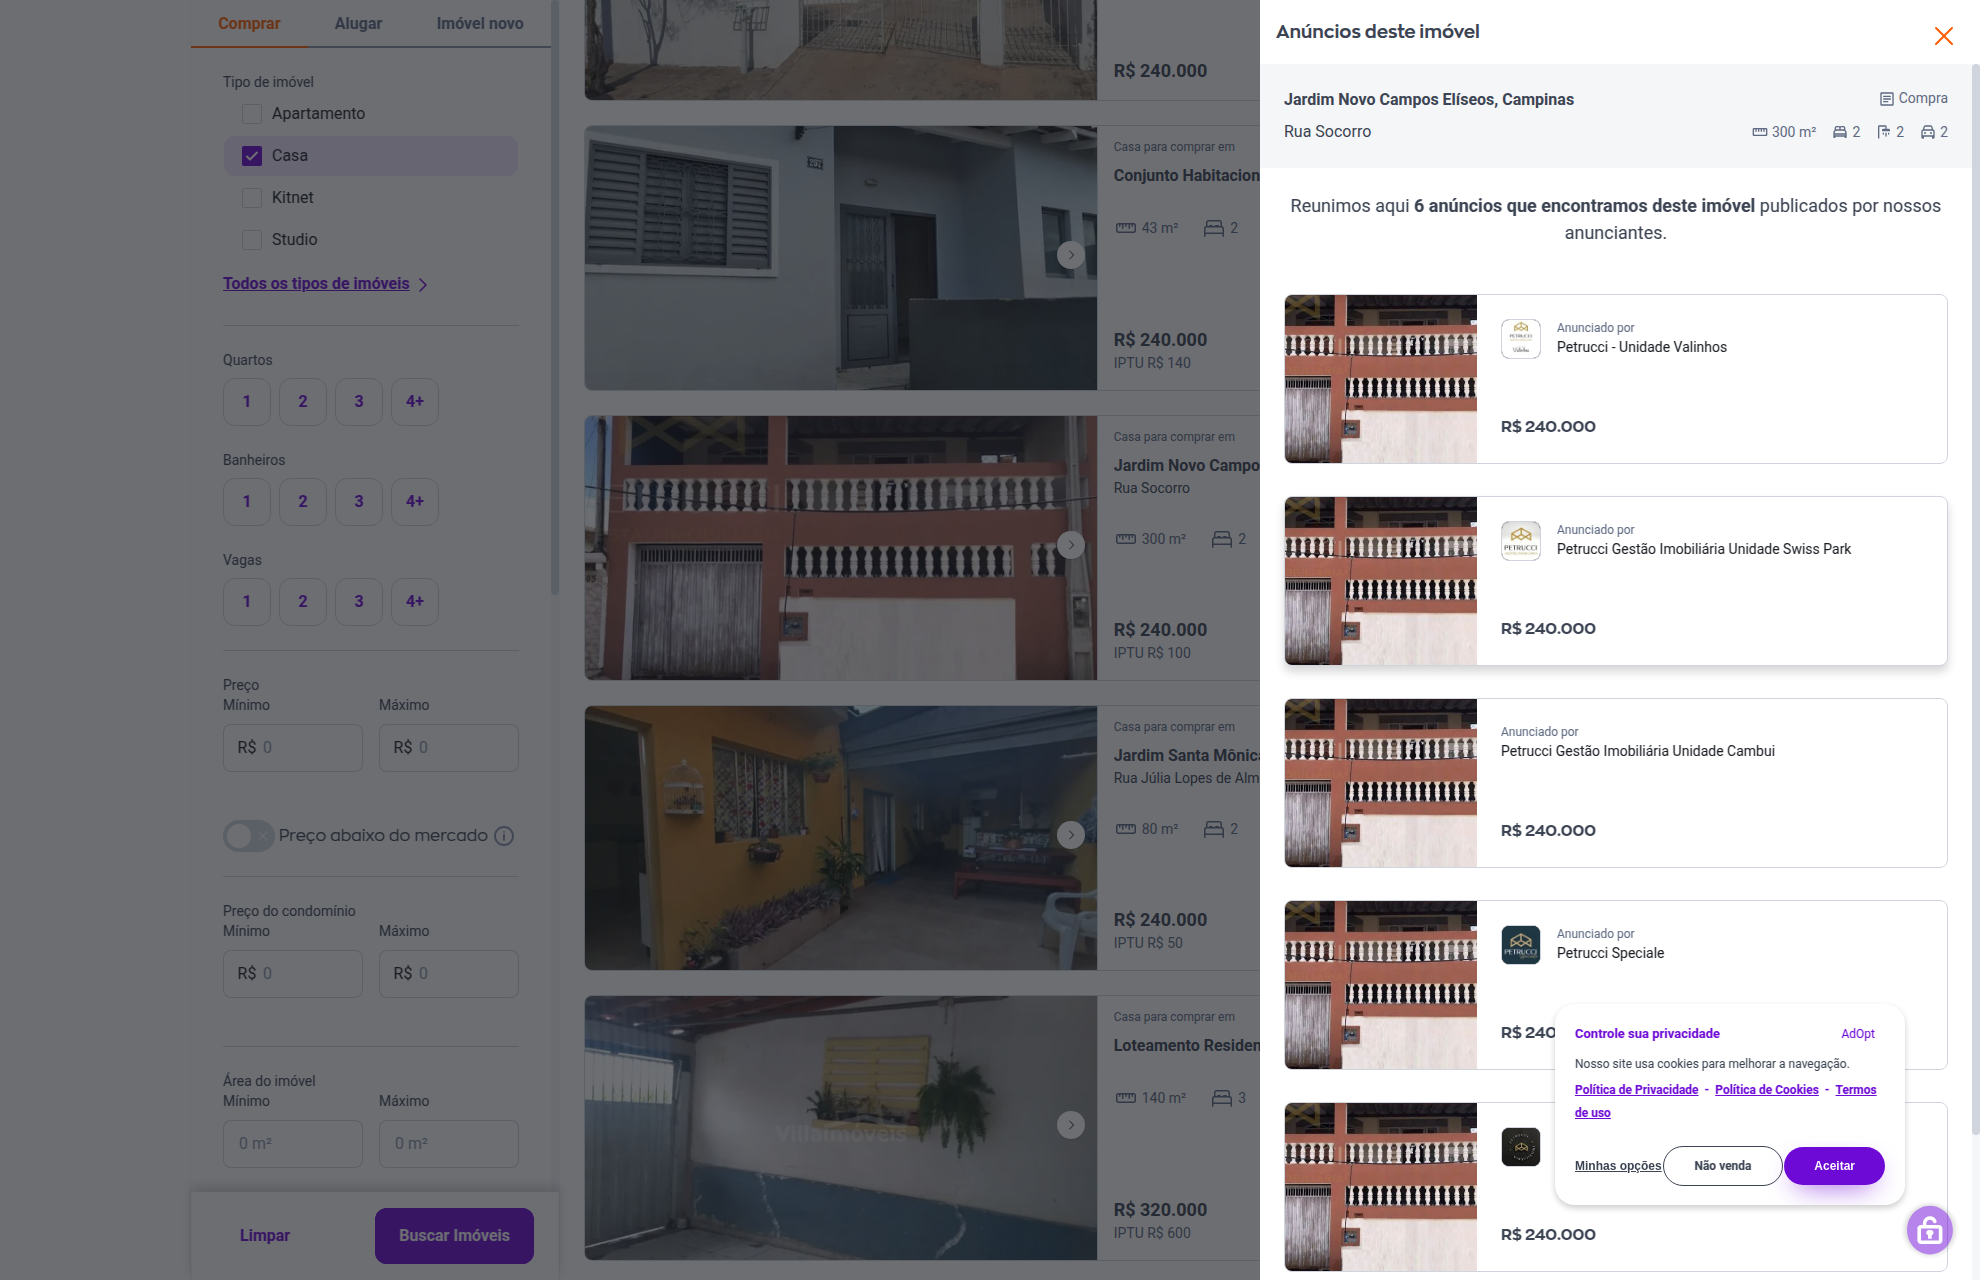 Comprar
Alugar
Imóvel novo
Tipo de imóvel
Apartamento
Casa
Kitnet
Studio
Todos os tipos de imóveis
Quartos
1
2
3
4+
Banheiros
1
2
3
4+
Vagas
1
2
3
4+
Preço
Mínimo
Máximo
R$ 0
R$ 0
Preço abaixo do mercado
Preço do condomínio
Mínimo
Máximo
R$ 0
R$ 0
Área do imóvel
Mínimo
Máximo
0 m²
0 m²
Limpar
Buscar Imóveis
R$ 240.000
Casa para comprar em
Conjunto Habitacion
43 m²
2
R$ 240.000
IPTU R$ 140
Casa para comprar em
Jardim Novo Campo
Rua Socorro
300 m²
2
R$ 240.000
IPTU R$ 100
Casa para comprar em
Jardim Santa Mônic
Rua Júlia Lopes de Alm
80 m²
2
R$ 240.000
IPTU R$ 50
Villaimóveis
Casa para comprar em
Loteamento Residen
140 m²
3
R$ 320.000
IPTU R$ 600
Anúncios deste imóvel
Jardim Novo Campos Elíseos, Campinas
Compra
Rua Socorro
300 m²
2
2
2
Reunimos aqui 6 anúncios que encontramos deste imóvel publicados por nossos
anunciantes.
PETRUCCI
Valinhos
Anunciado por
Petrucci - Unidade Valinhos
R$ 240.000
PETRUCCI
Anunciado por
Petrucci Gestão Imobiliária Unidade Swiss Park
R$ 240.000
Anunciado por
Petrucci Gestão Imobiliária Unidade Cambui
R$ 240.000
PETRUCCI
Anunciado por
Petrucci Speciale
R$ 240
R$ 240.000
Controle sua privacidade
AdOpt
Nosso site usa cookies para melhorar a navegação.
Política de Privacidade - Política de Cookies - Termos
de uso
Minhas opções
Não venda
Aceitar